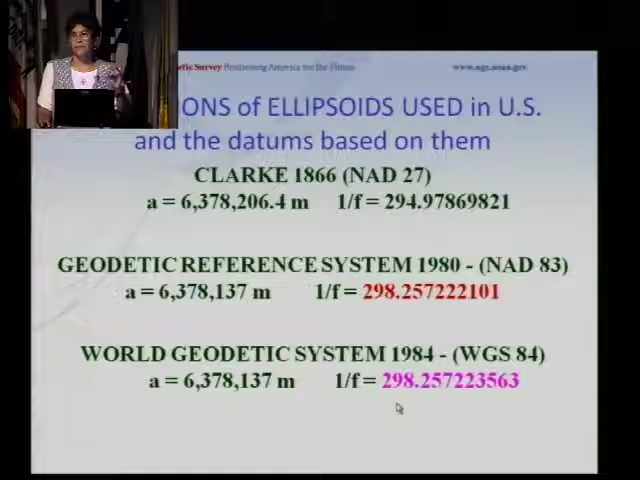 etic Survey Positioning America for the Future www.ngs.noaa.gov
IONS of ELLIPSOIDS USED in U.S.
and the datums based on them
CLARKE 1866 (NAD 27)
a = 6,378,206.4 m 1/f = 294.97869821
GEODETIC REFERENCE SYSTEM 1980 - (NAD 83)
a = 6,378,137 m 1/f = 298.257222101
WORLD GEODETIC SYSTEM 1984 - (WGS 84)
a = 6,378,137 m 1/f = 298.257223563